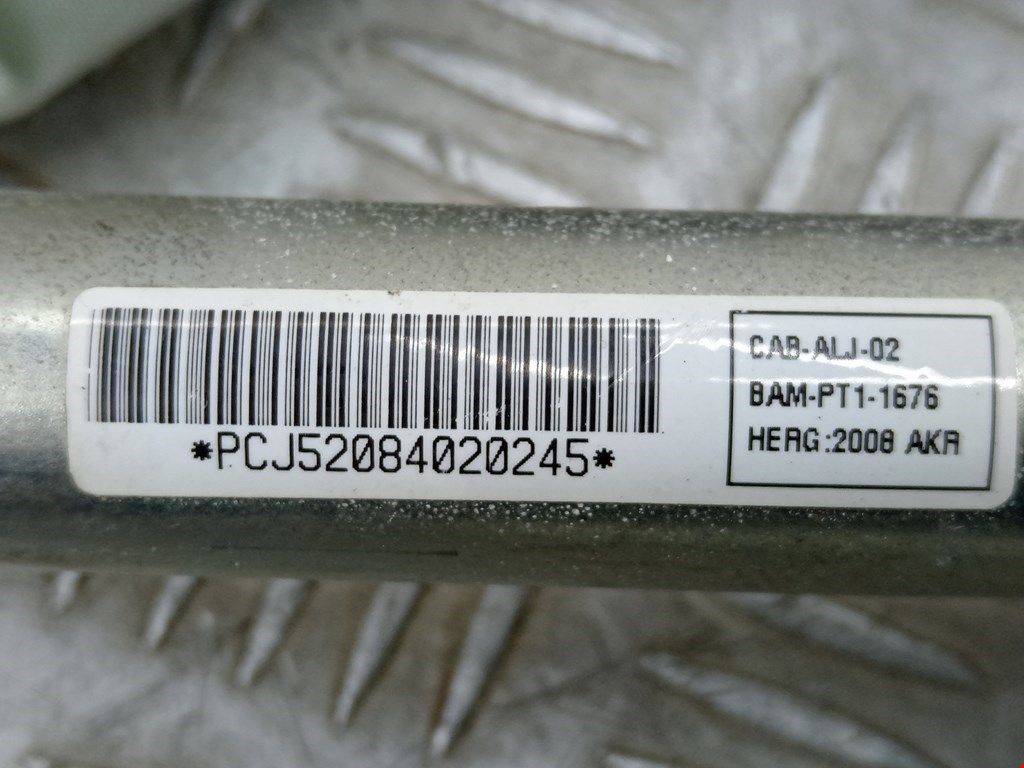 *PCJ52084020245*
CAB-ALJ-02
BAM-PT1-1676
HERG:2008 AKR